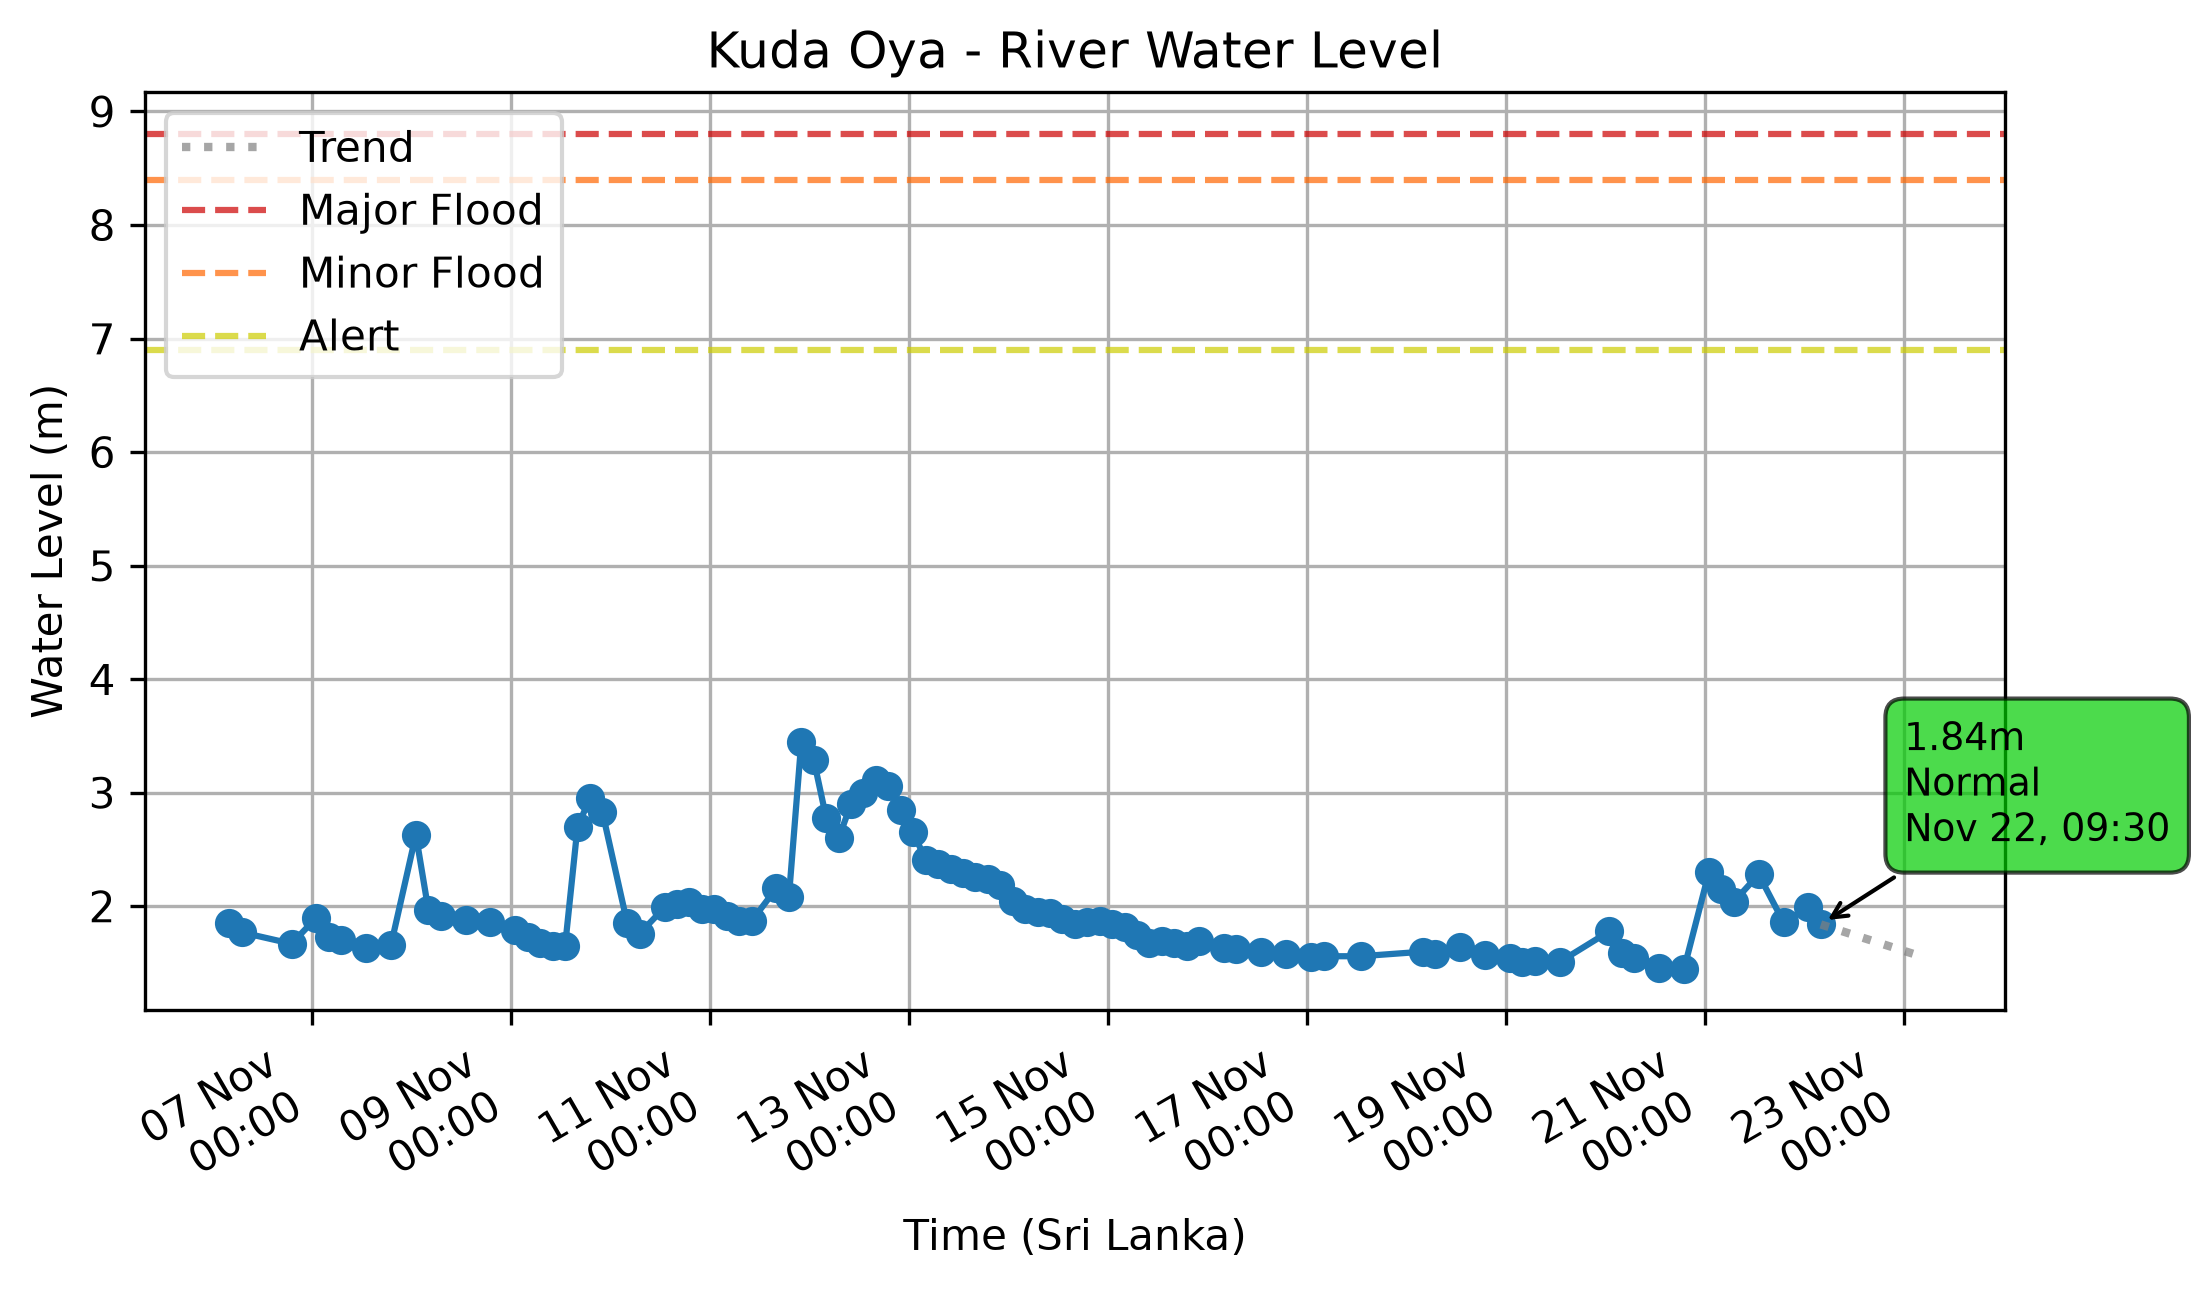 Kuda Oya - River Water Level
9
8
7
6
5
4
3
2
Water Level (m)
Trend
Major Flood
Minor Flood
Alert
1.84m
Normal
Nov 22, 09:30
07 Nov
00:00
09 Nov
00:00
11 Nov
00:00
13 Nov
00:00
15 Nov
00:00
17 Nov
00:00
19 Nov
00:00
21 Nov
00:00
23 Nov
00:00
Time (Sri Lanka)